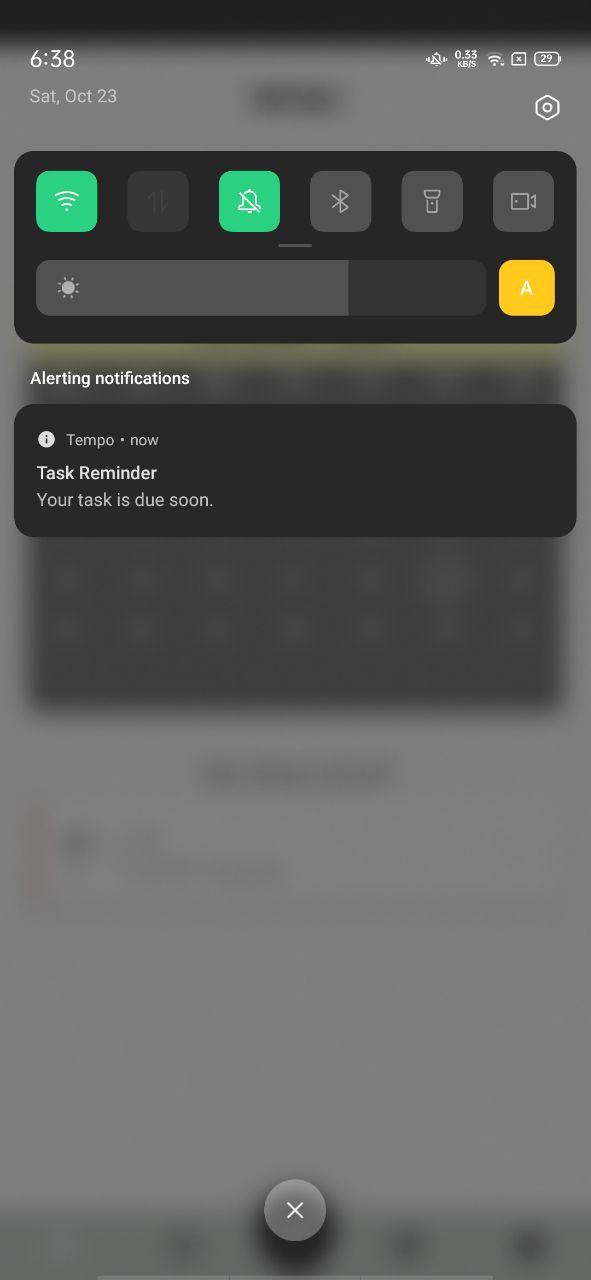 6:38
0.33
KB/S
29
Sat, Oct 23
A
Alerting notifications
Tempo • now
Task Reminder
Your task is due soon.